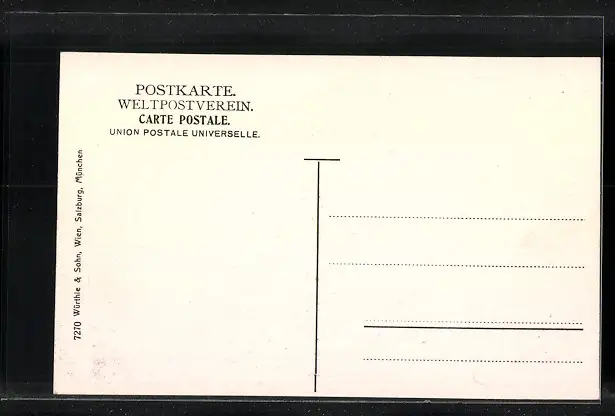 POSTKARTE.
WELTPOSTVEREIN.
CARTE POSTALE.
UNION POSTALE UNIVERSELLE.
7270 Würthle & Sohn, Wien, Salzburg, München